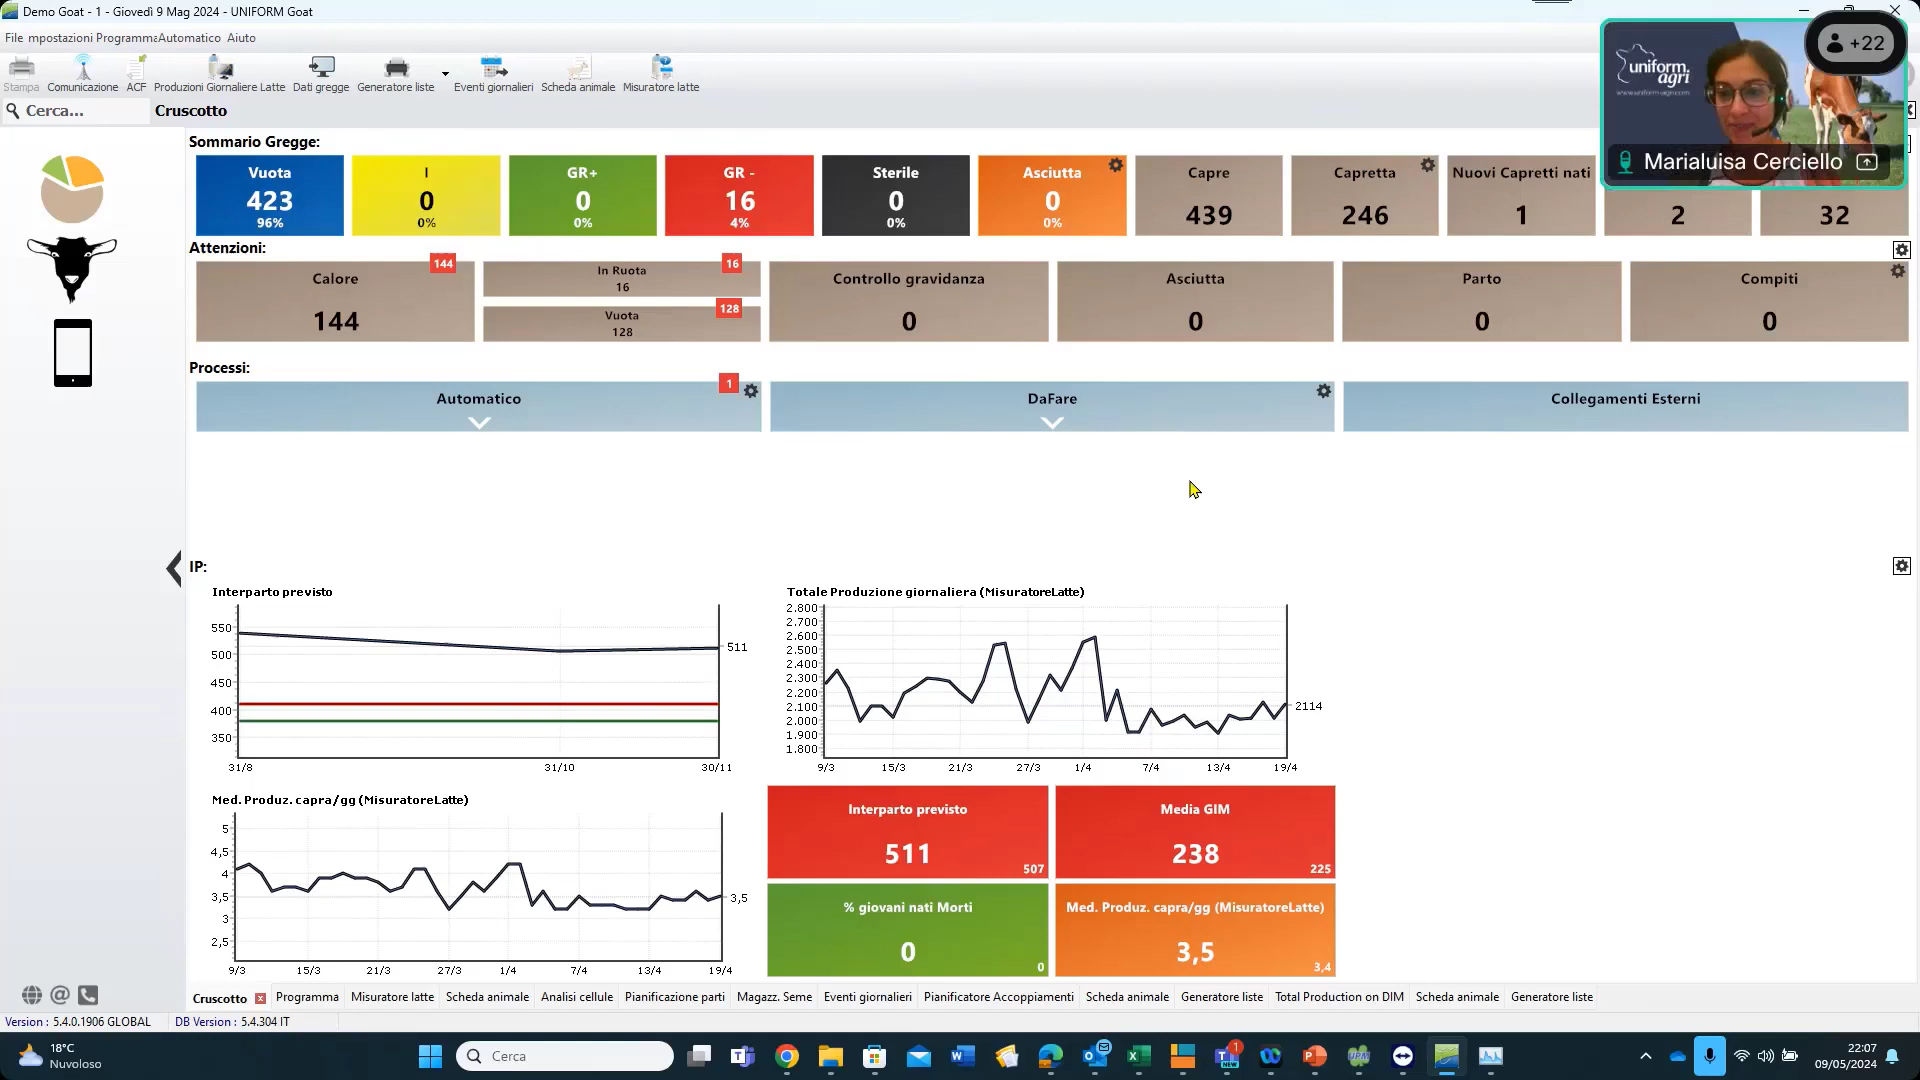 Demo Goat - 1 - Giovedì 9 Mag 2024 - UNIFORM Goat
File mpostazioni Programma Automatico Aiuto
Stampa Comunicazione ACF Produzioni Giornaliere Latte Dati gregge Generatore liste Eventi giornalieri Scheda animale Misuratore latte
Cerca... Cruscotto
+22
uniform. agri
Marialuisa Cerciello
Sommario Gregge:
Vuota I GR+ GR - Sterile Asciutta Capre Capretta Nuovi Capretti nati
423 0 0 16 0 0 439 246 1 2 32
96% 0% 0% 4% 0% 0%
Attenzioni:
Calore 144 In Ruota 16 Controllo gravidanza Asciutta Parto Compiti
16
144 Vuota 128 0 0 0 0
128
Processi:
Automatico 1 DaFare Collegamenti Esterni
IP:
Interparto previsto
550
500
450
400
350
511
31/8 31/10 30/11
Totale Produzione giornaliera (MisuratoreLatte)
2.800
2.700
2.600
2.500
2.400
2.300
2.200
2.100
2.000
1.900
1.800
2114
9/3 15/3 21/3 27/3 1/4 7/4 13/4 19/4
Med. Produz. capra/gg (MisuratoreLatte)
5
4,5
4
3,5
3
2,5
3,5
9/3 15/3 21/3 27/3 1/4 7/4 13/4 19/4
Interparto previsto
511
507
Media GIM
238
225
% giovani nati Morti
0
0
Med. Produz. capra/gg (MisuratoreLatte)
3,5
3,4
Cruscotto Programma Misuratore latte Scheda animale Analisi cellule Pianificazione parti Magazz. Seme Eventi giornalieri Pianificatore Accoppiamenti Scheda animale Generatore liste Total Production on DIM Scheda animale Generatore liste
Version : 5.4.0.1906 GLOBAL DB Version : 5.4.304 IT
18°C
Nuvoloso
Cerca
1
NEW
22:07
09/05/2024